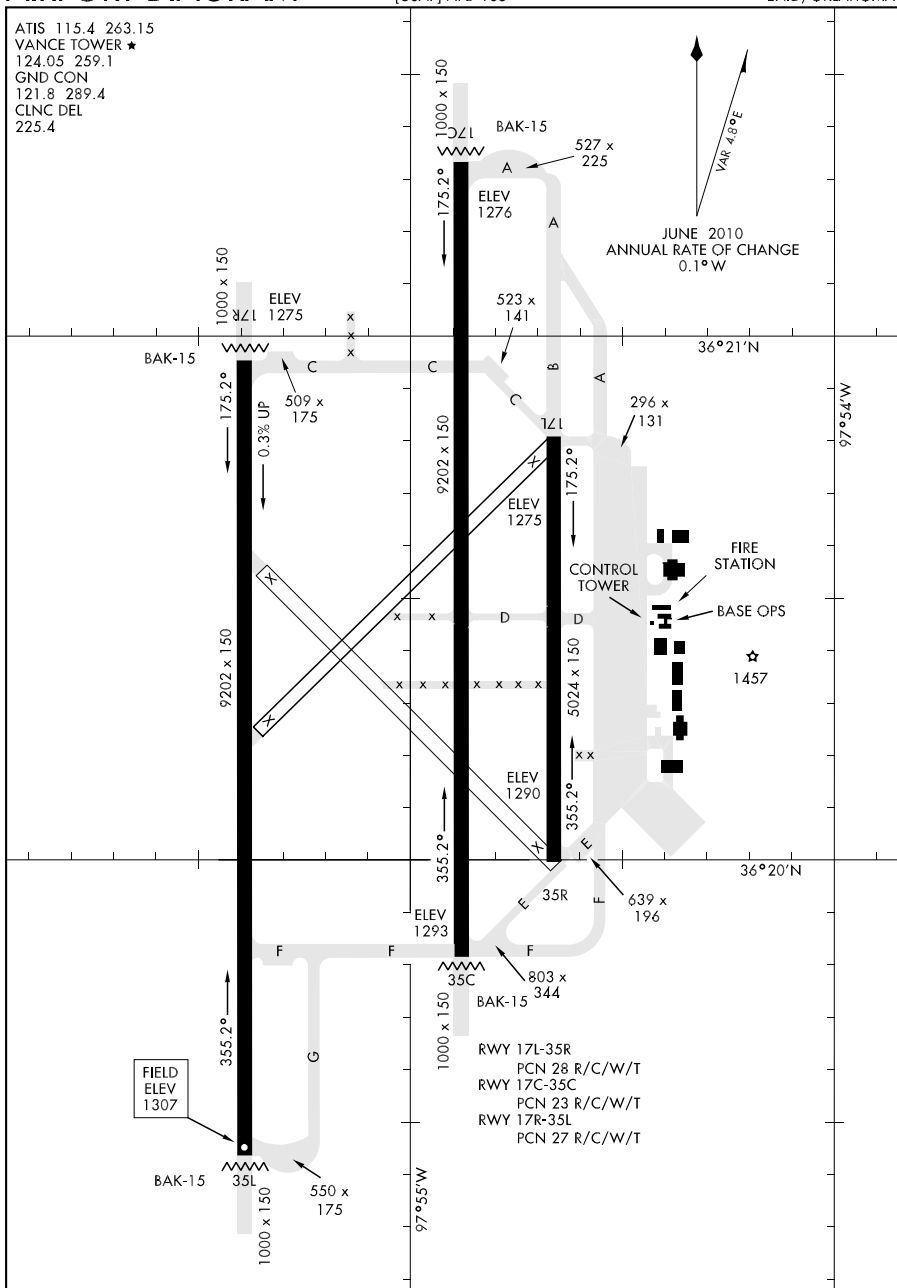 ATIS 115.4 263.15
VANCE TOWER ★
124.05 259.1
GND CON
121.8 289.4
CLNC DEL
225.4
1000 x 150
17C
BAK-15
A
527 x
225
175.2°
ELEV
1276
A
VAR 4.8°E
JUNE 2010
ANNUAL RATE OF CHANGE
0.1° W
1000 x 150
17R
ELEV
1275
x
x
x
523 x
141
36°21'N
BAK-15
C
C
B
A
509 x
175
C
175.2°
0.3% UP
17L
296 x
131
97°54'W
9202 x 150
X
175.2°
ELEV
1275
X
CONTROL
TOWER
FIRE
STATION
BASE OPS
x x
D
D
1457
9202 x 150
x x x x x x x
5024 x 150
X
x x
ELEV
1290
355.2°
355.2°
X
E
36°20'N
35R
E
F
639 x
196
ELEV
1293
F
F
F
35C
803 x
344
BAK-15
355.2°
1000 x 150
G
RWY 17L-35R
PCN 28 R/C/W/T
RWY 17C-35C
PCN 23 R/C/W/T
RWY 17R-35L
PCN 27 R/C/W/T
FIELD
ELEV
1307
BAK-15
35L
550 x
175
1000 x 150
97°55'W